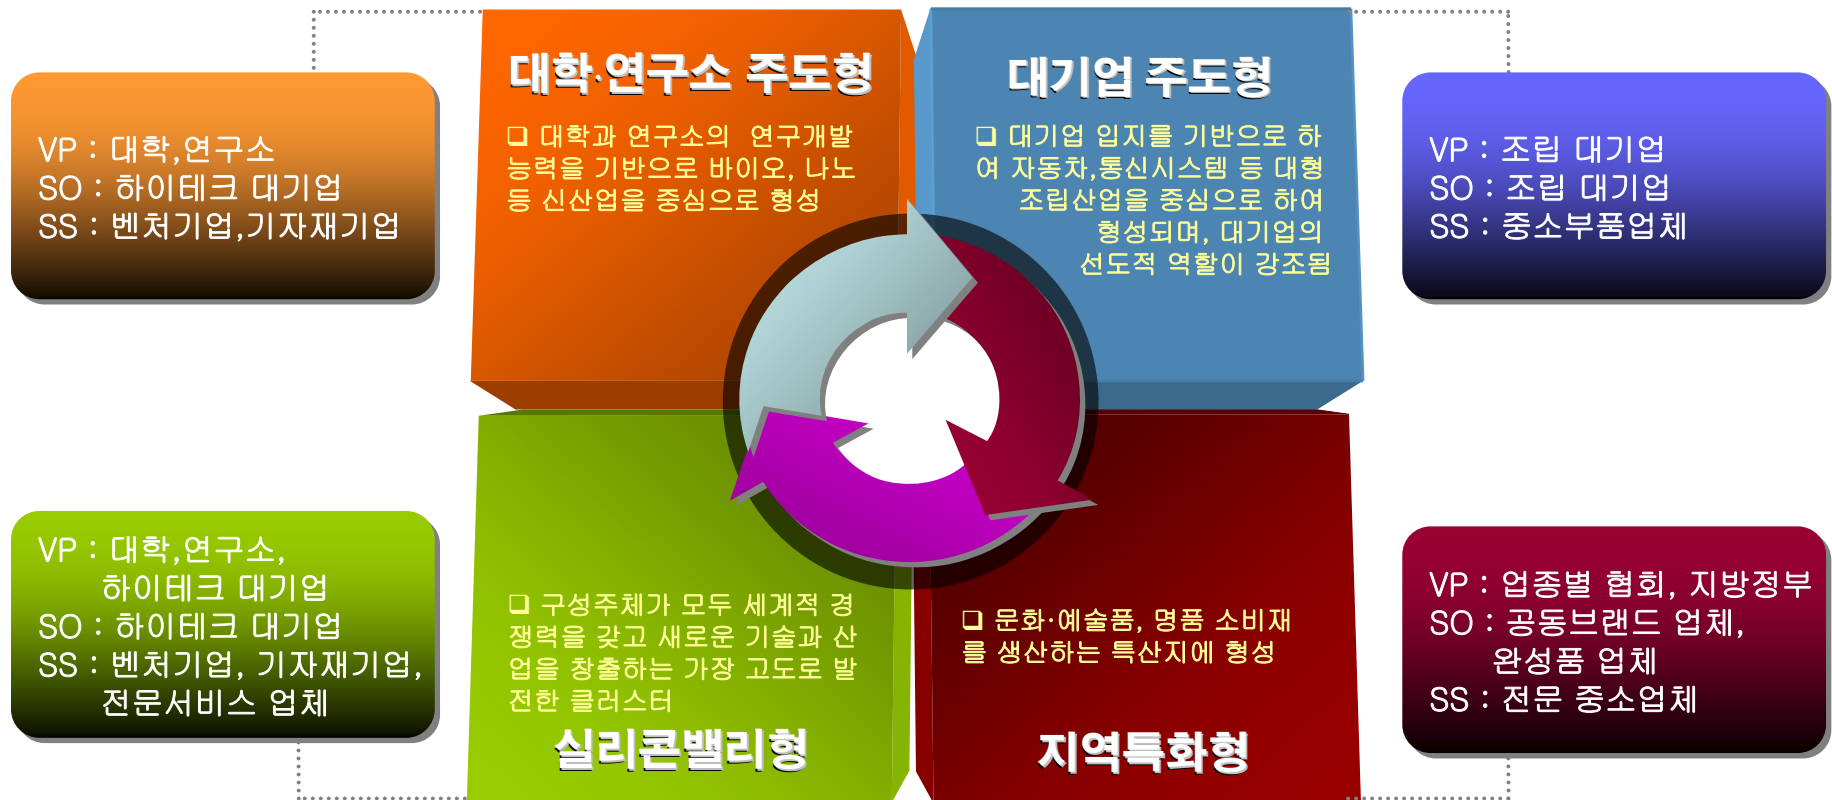 대학·연구소 주도형
❑ 대학과 연구소의 연구개발
능력을 기반으로 바이오, 나노
등 신산업을 중심으로 형성
VP : 대학,연구소
SO : 하이테크 대기업
SS : 벤처기업,기자재기업
대기업 주도형
❑ 대기업 입지를 기반으로 하
여 자동차,통신시스템 등 대형
조립산업을 중심으로 하여
형성되며, 대기업의
선도적 역할이 강조됨
VP : 조립 대기업
SO : 조립 대기업
SS : 중소부품업체
VP : 대학,연구소,
하이테크 대기업
SO : 하이테크 대기업
SS : 벤처기업, 기자재기업,
전문서비스 업체
❑ 구성주체가 모두 세계적 경
쟁력을 갖고 새로운 기술과 산
업을 창출하는 가장 고도로 발
전한 클러스터
실리콘밸리형
❑ 문화·예술품, 명품 소비재
를 생산하는 특산지에 형성
지역특화형
VP : 업종별 협회, 지방정부
SO : 공동브랜드 업체,
완성품 업체
SS : 전문 중소업체